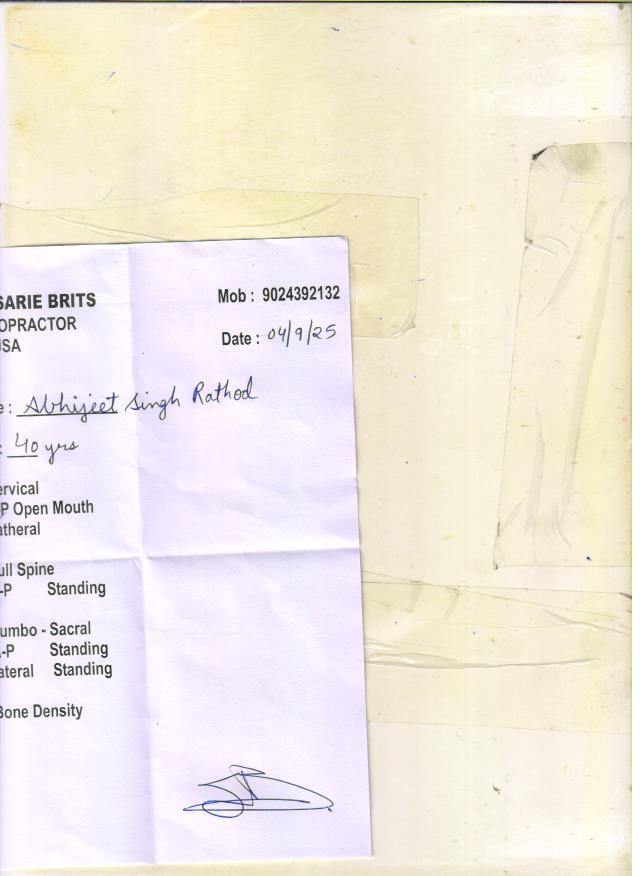 SARIE BRITS
OPRACTOR
Mob : 9024392132
Date : 04/9/25
e : Abhijeet Singh Rathod
: 40 yrs
ervical
P Open Mouth
atheral
ull Spine
-P Standing
umbo - Sacral
-P Standing
ateral Standing
Bone Density